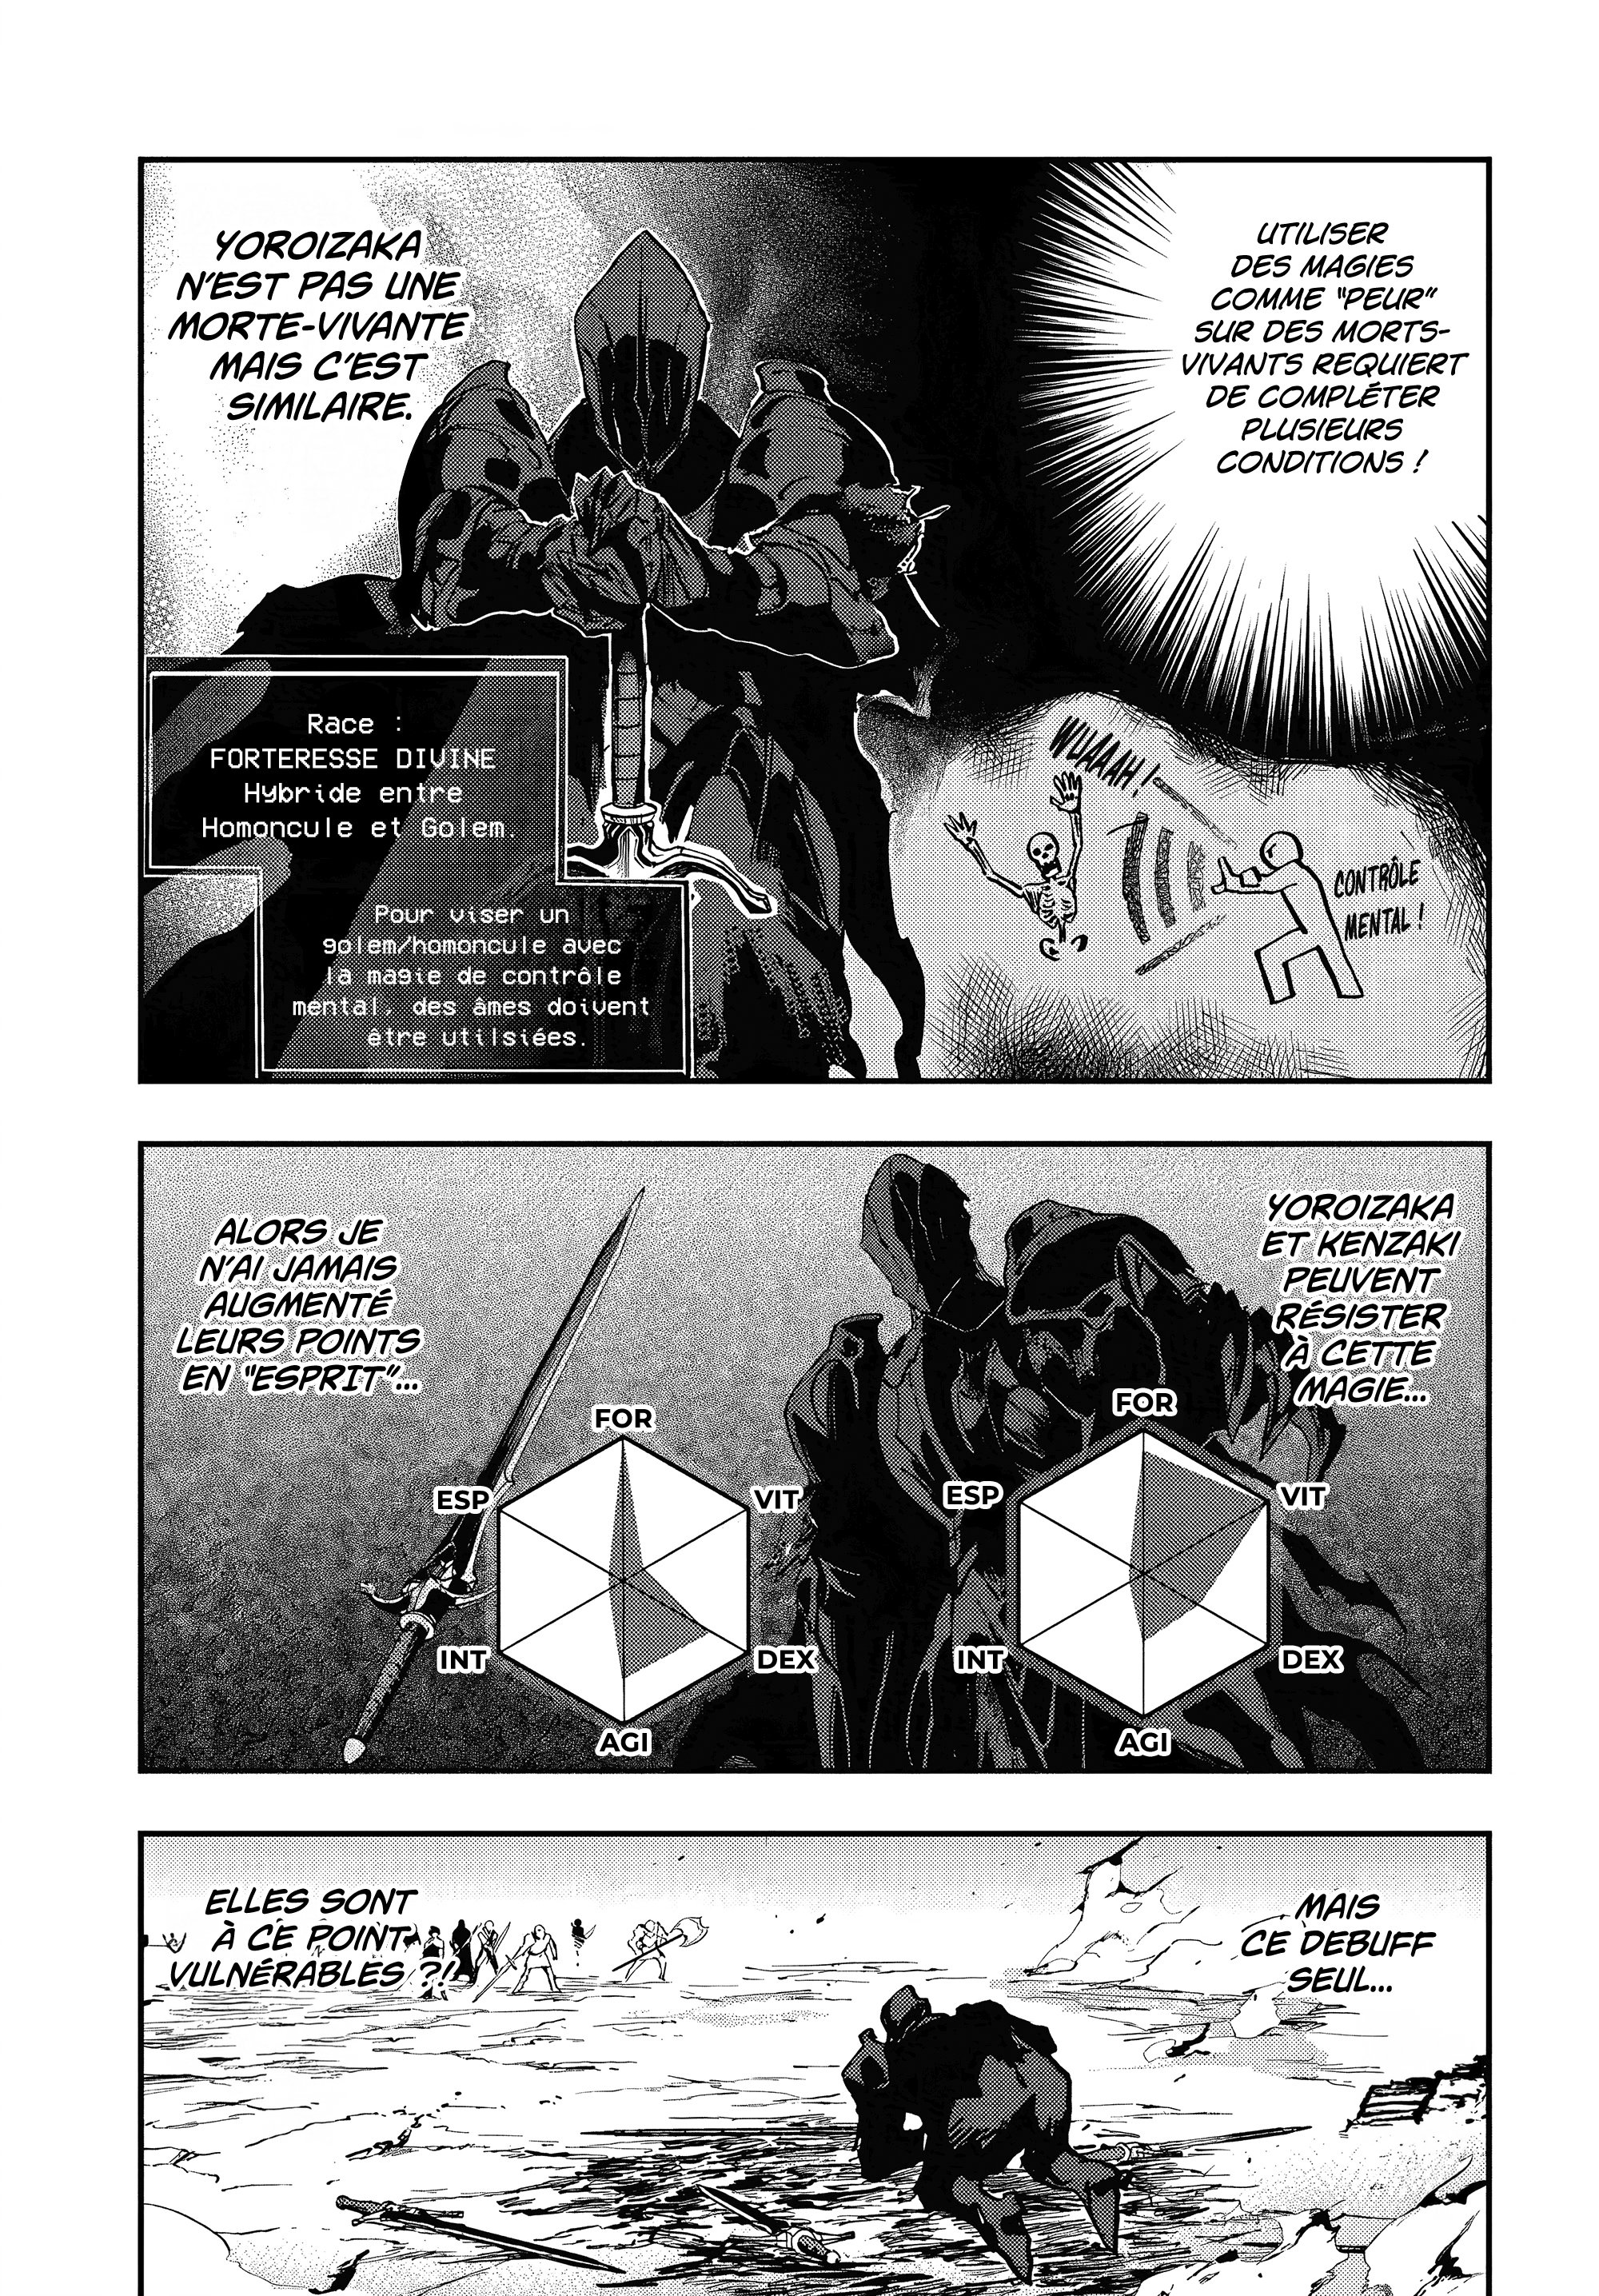 UTILISER
DES MAGIES
COMME "PEUR"
SUR DES MORTS-
VIVANTS REQUIERT
DE COMPLÉTER
PLUSIEURS
CONDITIONS !
WUAAAH !
CONTRÔLE
MENTAL !
YOROIZAKA
N'EST PAS UNE
MORTE-VIVANTE
MAIS C'EST
SIMILAIRE.
Race :
FORTERESSE DIVINE
Hybride entre
Homoncule et Golem.
Pour viser un
golem/homoncule avec
la magie de contrôle
mental, des âmes doivent
être utilsiées.
YOROIZAKA
ET KENZAKI
PEUVENT
RÉSISTER
À CETTE
MAGIE...
FOR
ESP
VIT
INT
DEX
AGI
ALORS JE
N'AI JAMAIS
AUGMENTÉ
LEURS POINTS
EN "ESPRIT"...
FOR
ESP
VIT
INT
DEX
AGI
MAIS
CE DEBUFF
SEUL...
ELLES SONT
À CE POINT
VULNÉRABLES ?!